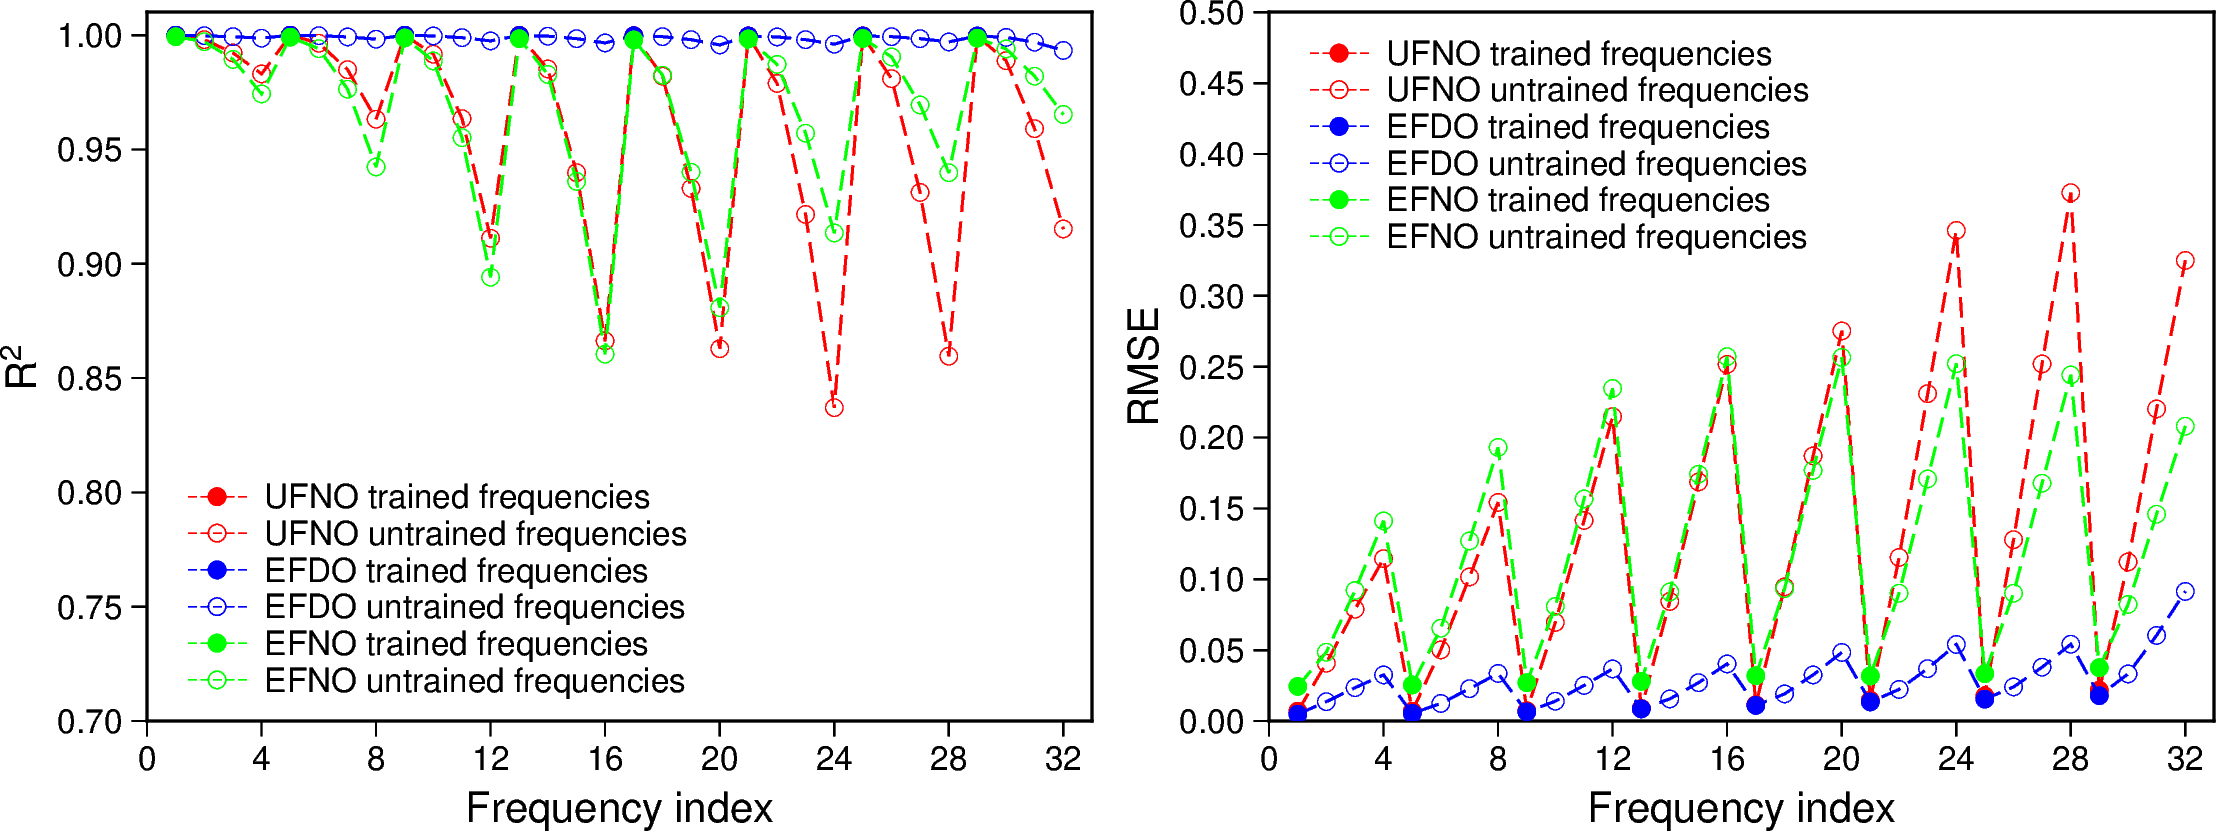 1.00
0.95
0.90
0.85
0.80
0.75
0.70
R²
UFNO trained frequencies
UFNO untrained frequencies
EFDO trained frequencies
EFDO untrained frequencies
EFNO trained frequencies
EFNO untrained frequencies
0 4 8 12 16 20 24 28 32
Frequency index
0.50
0.45
0.40
0.35
0.30
0.25
0.20
0.15
0.10
0.05
0.00
RMSE
UFNO trained frequencies
UFNO untrained frequencies
EFDO trained frequencies
EFDO untrained frequencies
EFNO trained frequencies
EFNO untrained frequencies
0 4 8 12 16 20 24 28 32
Frequency index